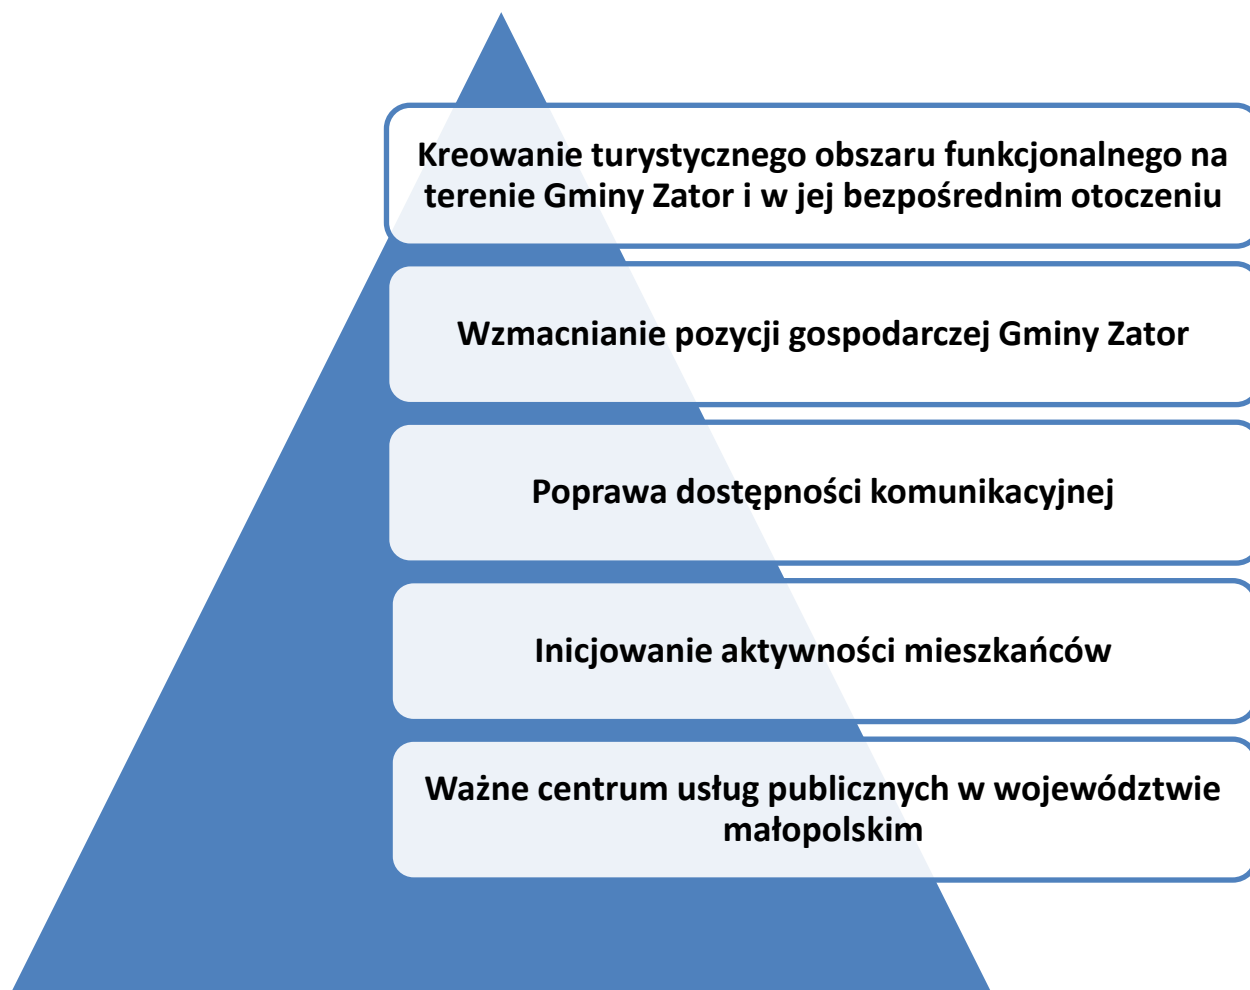 Kreowanie turystycznego obszaru funkcjonalnego na
terenie Gminy Zator i w jej bezpośrednim otoczeniu
Wzmacnianie pozycji gospodarczej Gminy Zator
Poprawa dostępności komunikacyjnej
Inicjowanie aktywności mieszkańców
Ważne centrum usług publicznych w województwie
małopolskim